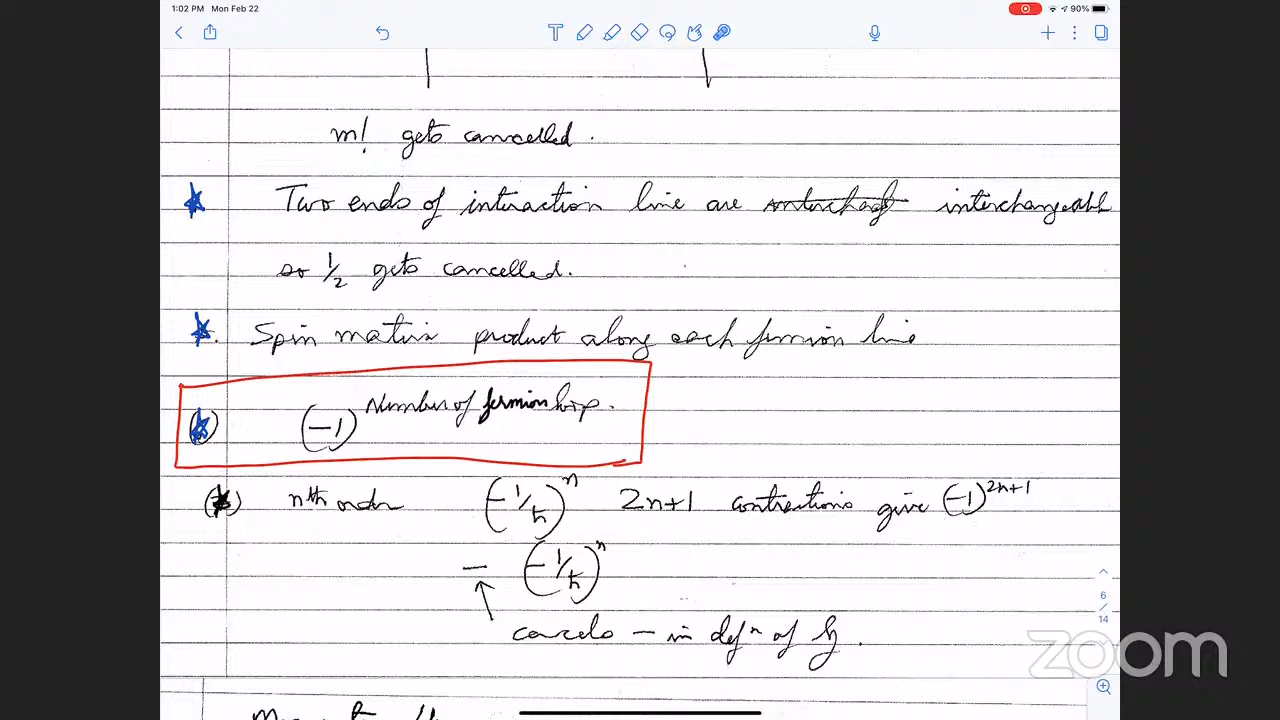 1:02 PM Mon Feb 22
90%
m! gets cancelled.
Two ends of interaction line are interchangeable
so 1/2 gets cancelled.
Spin matrix product along each fermion line
(-1)^Number of fermion loop.
nth order (-1/ħ)^n 2n+1 contractions give (-1)^2n+1
- (-1/ħ)^n
cancels - in defn of
6
/
14
zoom